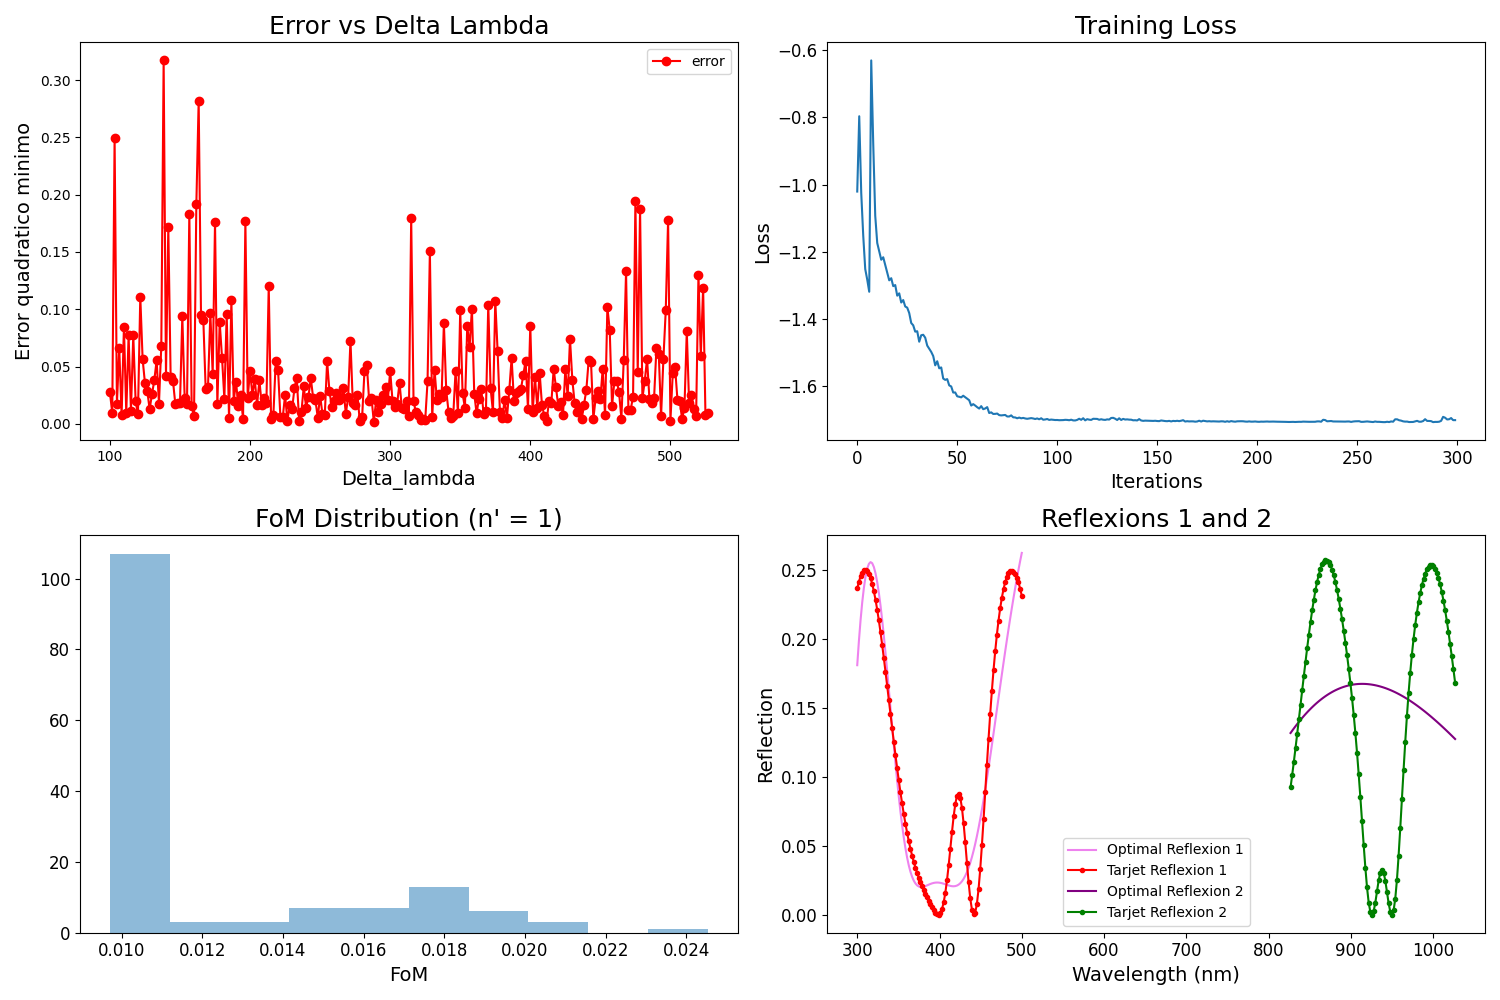 Error vs Delta Lambda
Error quadratico minimo
0.30
0.25
0.20
0.15
0.10
0.05
0.00
error
100 200 300 400 500
Delta_lambda
Training Loss
Loss
−0.6
−0.8
−1.0
−1.2
−1.4
−1.6
0 50 100 150 200 250 300
Iterations
FoM Distribution (n' = 1)
100
80
60
40
20
0
0.010 0.012 0.014 0.016 0.018 0.020 0.022 0.024
FoM
Reflexions 1 and 2
Reflection
0.25
0.20
0.15
0.10
0.05
0.00
Optimal Reflexion 1
Tarjet Reflexion 1
Optimal Reflexion 2
Tarjet Reflexion 2
300 400 500 600 700 800 900 1000
Wavelength (nm)